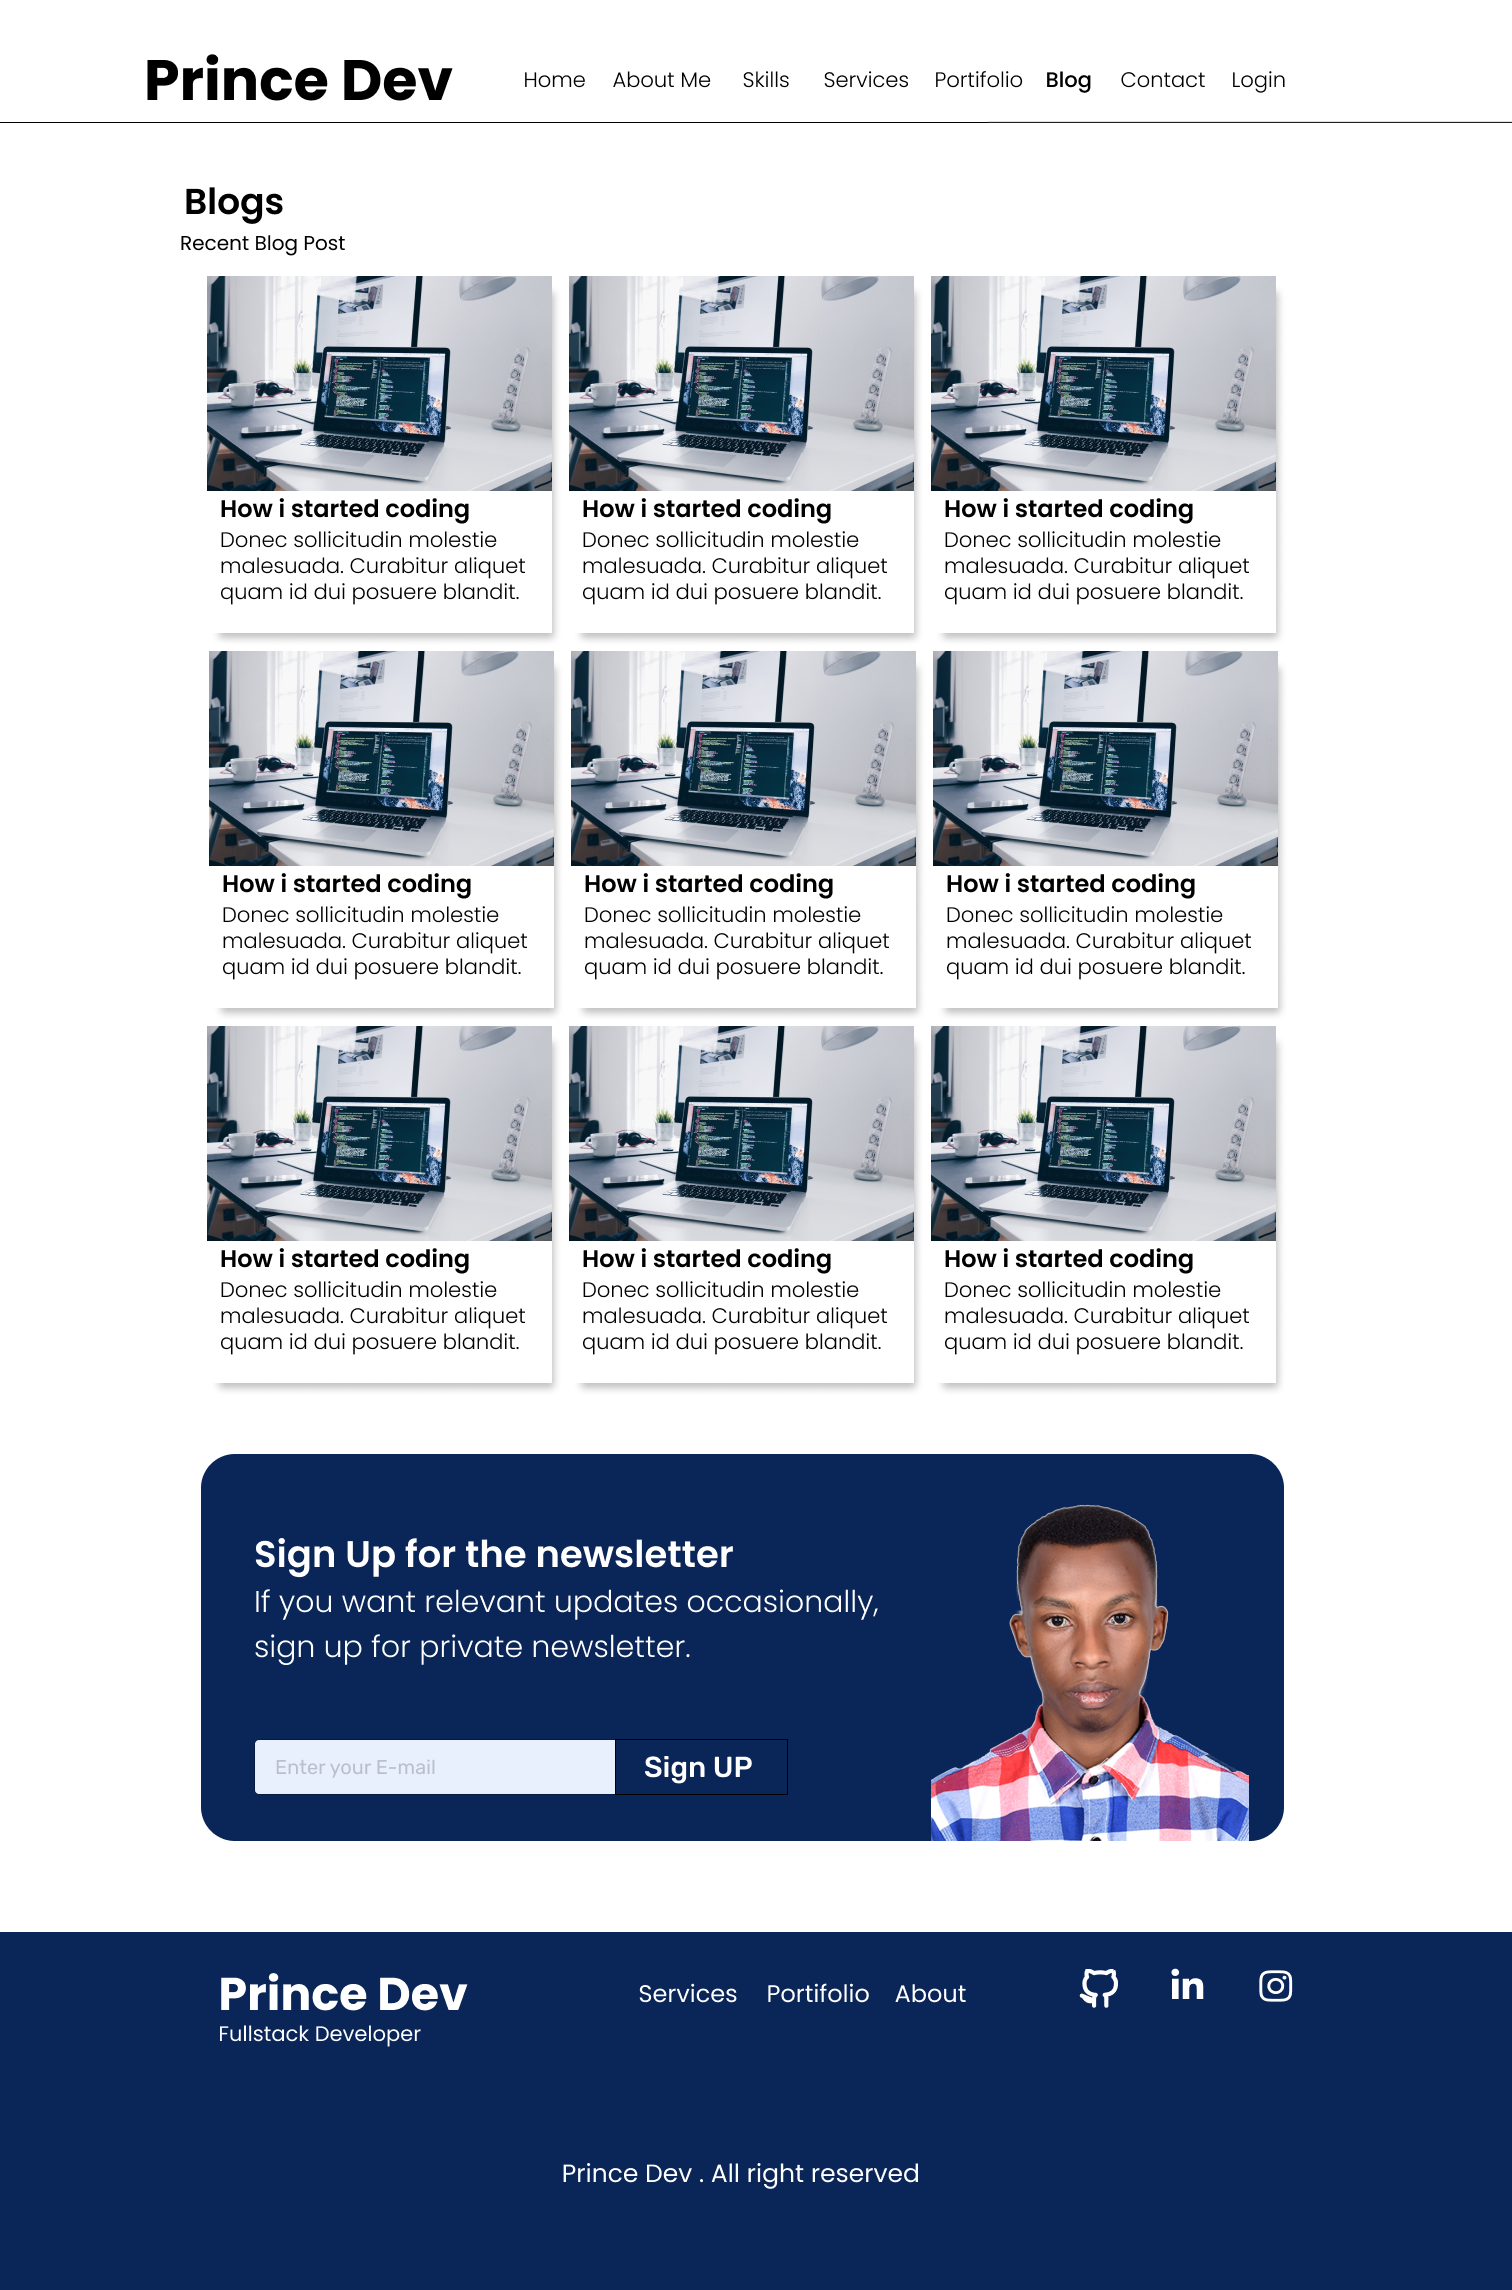 Prince Dev
Home About Me Skills Services Portifolio Blog Contact Login
Blogs
Recent Blog Post
How i started coding
Donec sollicitudin molestie
malesuada. Curabitur aliquet
quam id dui posuere blandit.
How i started coding
Donec sollicitudin molestie
malesuada. Curabitur aliquet
quam id dui posuere blandit.
How i started coding
Donec sollicitudin molestie
malesuada. Curabitur aliquet
quam id dui posuere blandit.
How i started coding
Donec sollicitudin molestie
malesuada. Curabitur aliquet
quam id dui posuere blandit.
How i started coding
Donec sollicitudin molestie
malesuada. Curabitur aliquet
quam id dui posuere blandit.
How i started coding
Donec sollicitudin molestie
malesuada. Curabitur aliquet
quam id dui posuere blandit.
How i started coding
Donec sollicitudin molestie
malesuada. Curabitur aliquet
quam id dui posuere blandit.
How i started coding
Donec sollicitudin molestie
malesuada. Curabitur aliquet
quam id dui posuere blandit.
How i started coding
Donec sollicitudin molestie
malesuada. Curabitur aliquet
quam id dui posuere blandit.
Sign Up for the newsletter
If you want relevant updates occasionally,
sign up for private newsletter.
Enter your E-mail
Sign UP
Prince Dev
Fullstack Developer
Services Portifolio About
in
Prince Dev . All right reserved